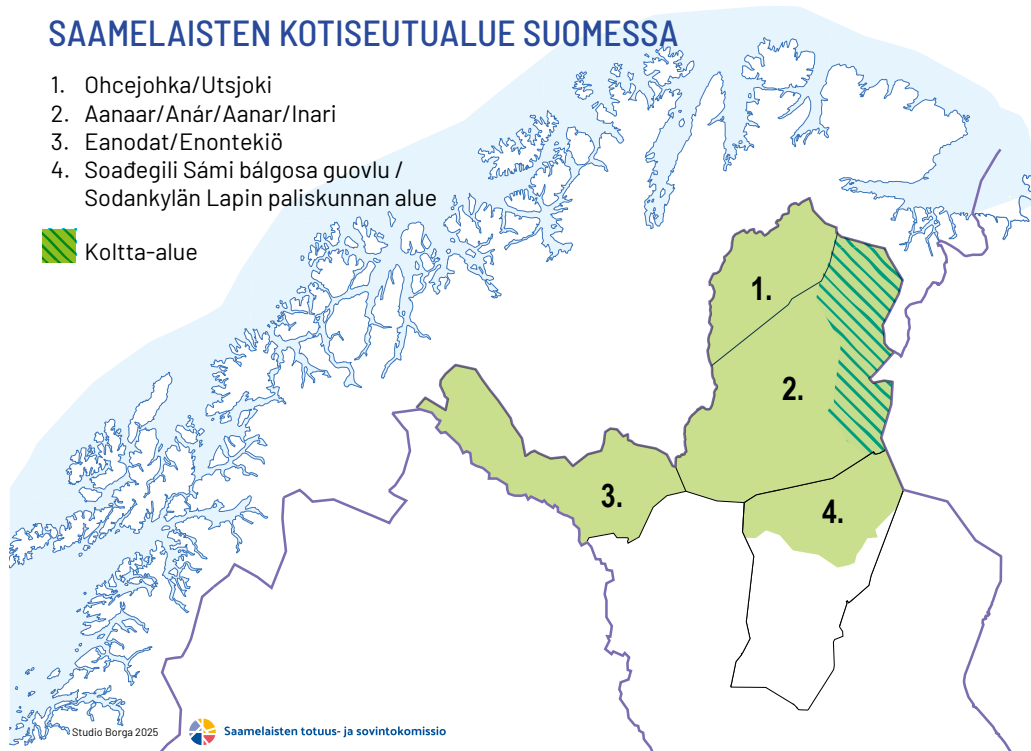 SAAMELAISTEN KOTISEUTUALUE SUOMESSA
1. Ohcejohka/Utsjoki
2. Aanaar/Anár/Aanar/Inari
3. Eanodat/Enontekiö
4. Soađegili Sámi bálgosa guovlu /
Sodankylän Lapin paliskunnan alue
Koltta-alue
1.
2.
3.
4.
Studio Borga 2025
Saamelaisten totuus- ja sovintokomissio